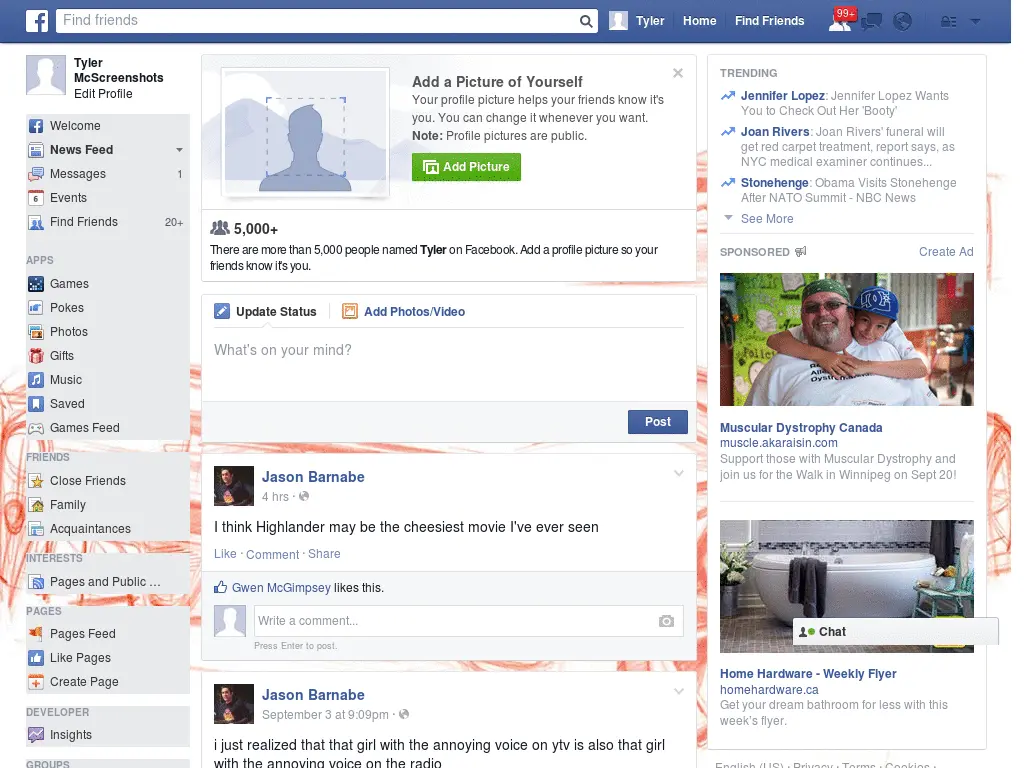 Find friends
Tyler
Home
Find Friends
99+
Tyler
McScreenshots
Edit Profile
Welcome
News Feed
Messages 1
6 Events
Find Friends 20+
APPS
Games
Pokes
Photos
Gifts
Music
Saved
Games Feed
FRIENDS
Close Friends
Family
Acquaintances
INTERESTS
Pages and Public ...
PAGES
Pages Feed
Like Pages
Create Page
DEVELOPER
Insights
GROUPS
Add a Picture of Yourself
Your profile picture helps your friends know it's
you. You can change it whenever you want.
Note: Profile pictures are public.
Add Picture
5,000+
There are more than 5,000 people named Tyler on Facebook. Add a profile picture so your
friends know it's you.
Update Status
Add Photos/Video
What's on your mind?
Post
Jason Barnabe
4 hrs ·
I think Highlander may be the cheesiest movie I've ever seen
Like · Comment · Share
Gwen McGimpsey likes this.
Write a comment...
Press Enter to post.
Jason Barnabe
September 3 at 9:09pm ·
i just realized that that girl with the annoying voice on ytv is also that girl
with the annoying voice on the radio
TRENDING
Jennifer Lopez: Jennifer Lopez Wants
You to Check Out Her 'Booty'
Joan Rivers: Joan Rivers' funeral will
get red carpet treatment, report says, as
NYC medical examiner continues...
Stonehenge: Obama Visits Stonehenge
After NATO Summit - NBC News
See More
SPONSORED
Create Ad
Muscular Dystrophy Canada
muscle.akaraisin.com
Support those with Muscular Dystrophy and
join us for the Walk in Winnipeg on Sept 20!
Chat
Home Hardware - Weekly Flyer
homehardware.ca
Get your dream bathroom for less with this
week's flyer.
English (US) · Privacy · Terms · Cookies ·